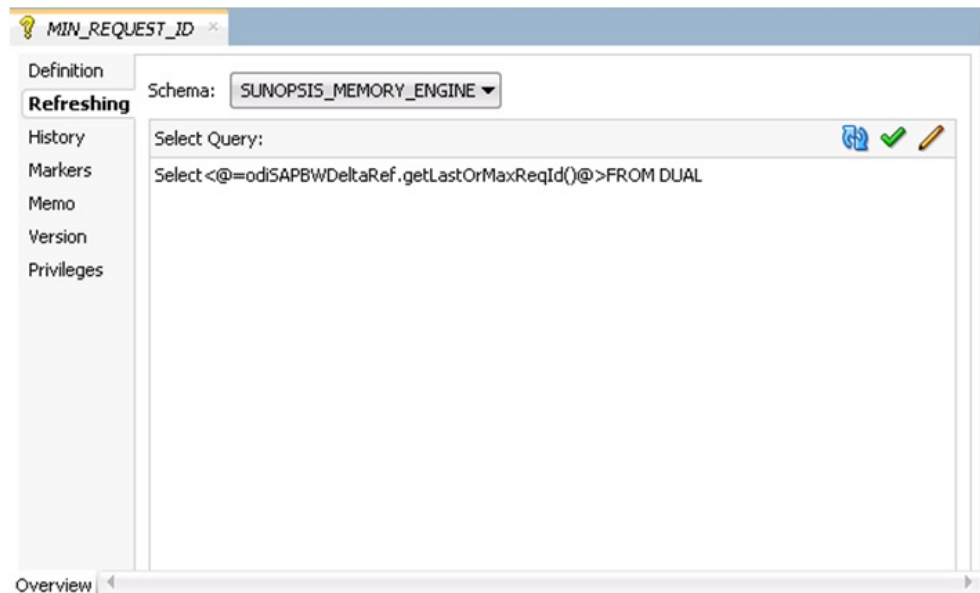 MIN_REQUEST_ID
Definition
Refreshing
History
Markers
Memo
Version
Privileges
Schema: SUNOPSIS_MEMORY_ENGINE
Select Query:
Select<@=odiSAPBWDeltaRef.getLastOrMaxReqId()@>FROM DUAL
Overview